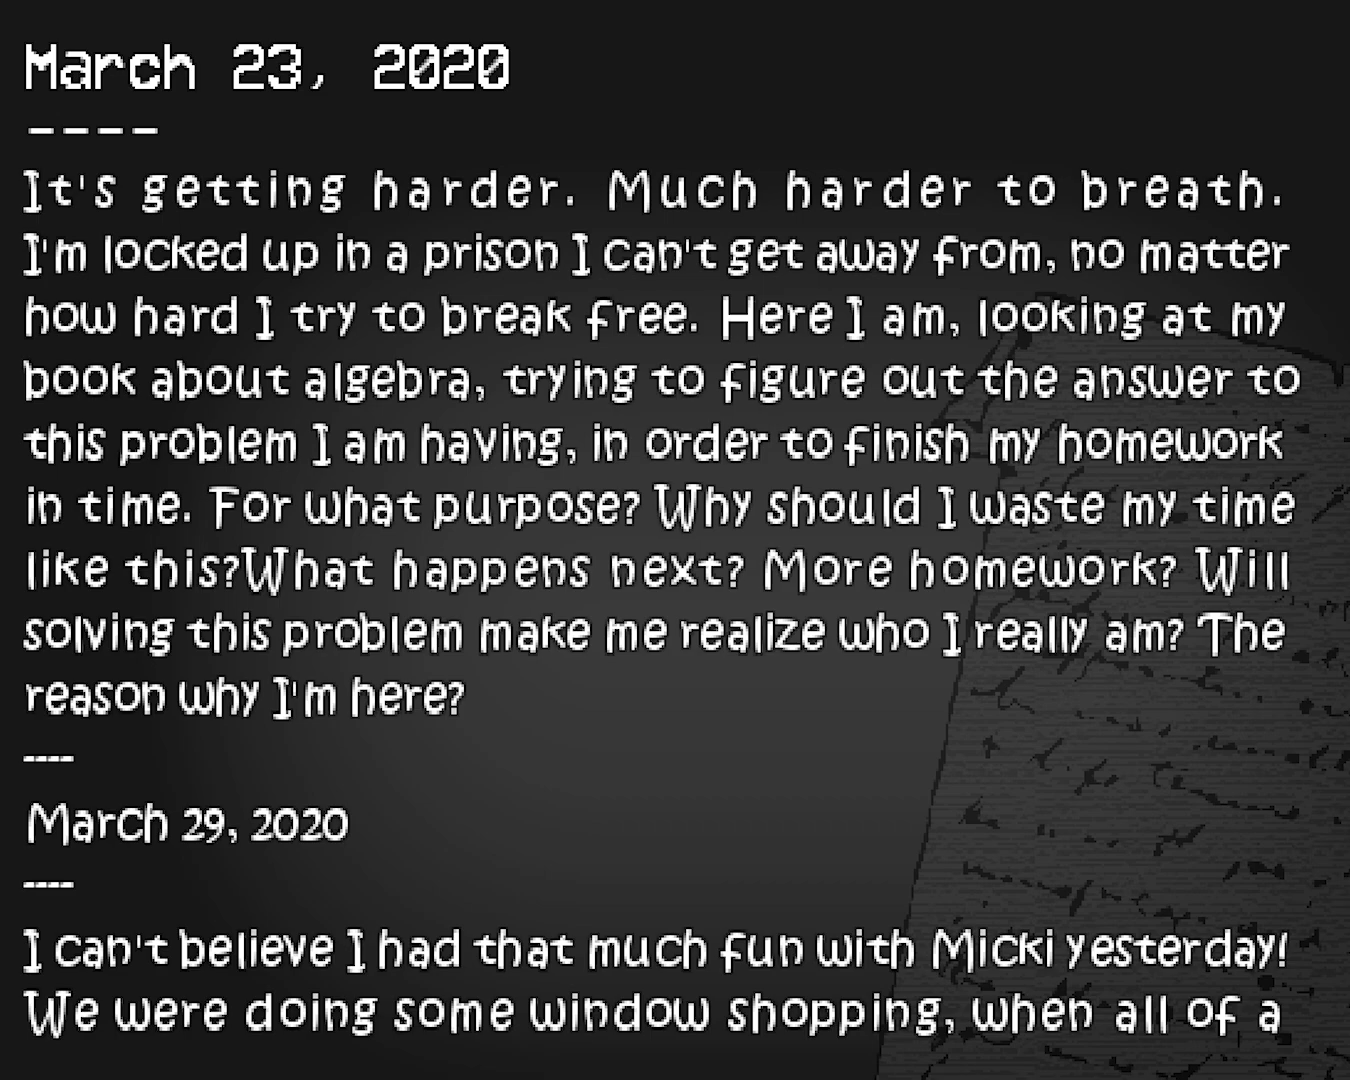 March 23, 2020
----
It's getting harder. Much harder to breath.
I'm locked up in a prison I can't get away from, no matter
how hard I try to break free. Here I am, looking at my
book about algebra, trying to figure out the answer to
this problem I am having, in order to finish my homework
in time. For what purpose? Why should I waste my time
like this?What happens next? More homework? Will
solving this problem make me realize who I really am? The
reason why I'm here?
----
March 29, 2020
----
I can't believe I had that much fun with Micki yesterday!
We were doing some window shopping, when all of a